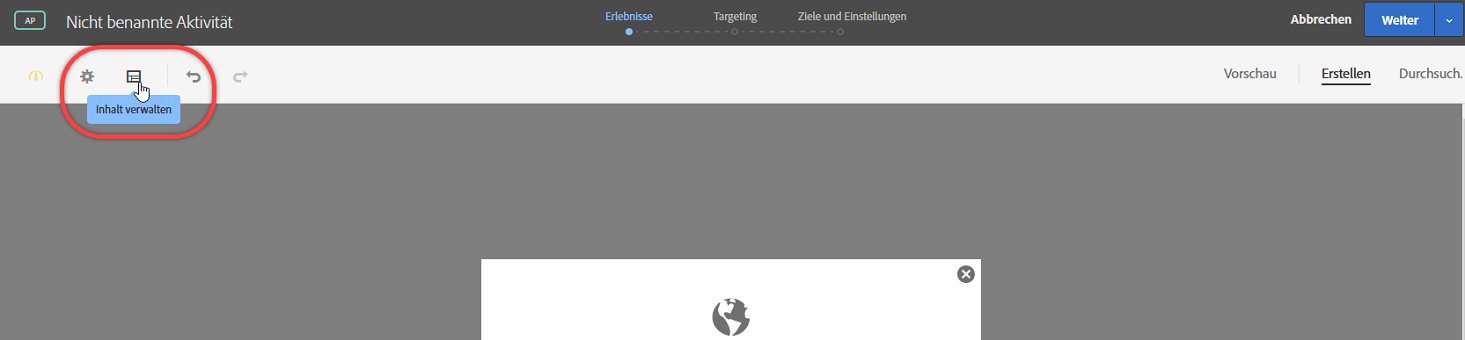 AP
Nicht benannte Aktivität
Erlebnisse
Targeting
Ziele und Einstellungen
Abbrechen
Weiter
Vorschau
Erstellen
Durchsuch.
Inhalt verwalten